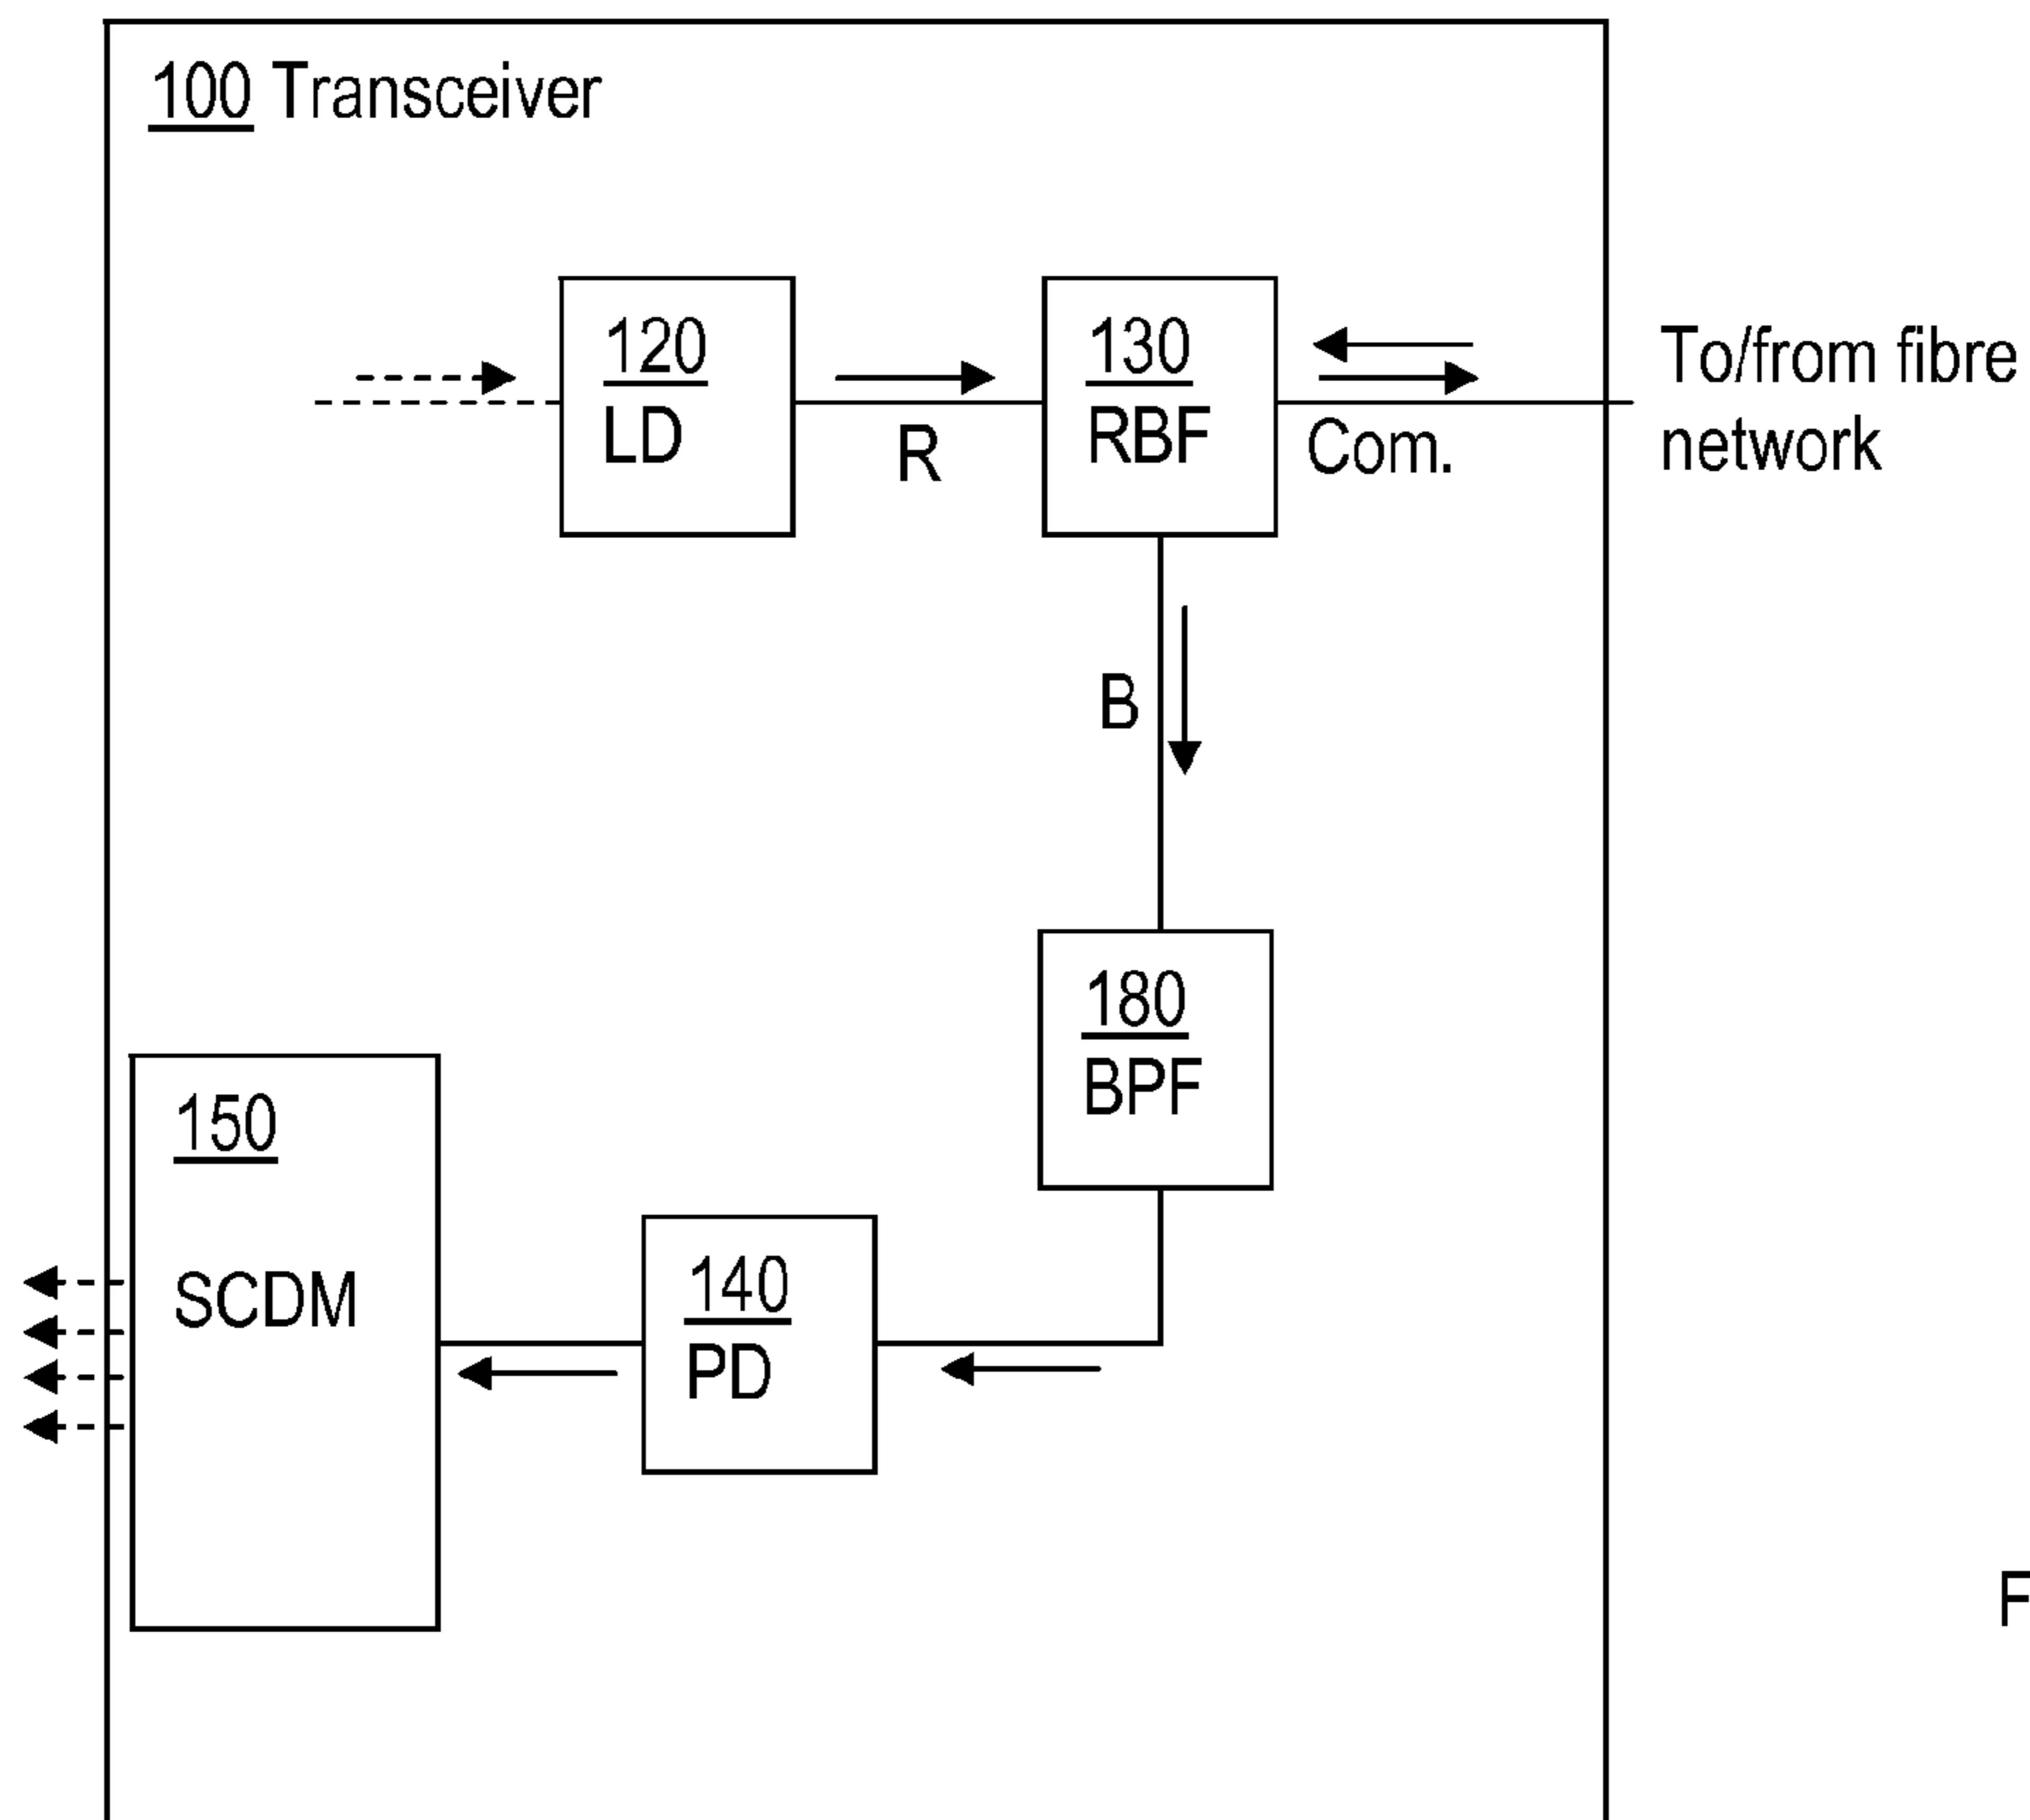 100 Transceiver
120
LD
R
130
RBF
Com.
To/from fibre
network
B
180
BPF
150
SCDM
140
PD
F